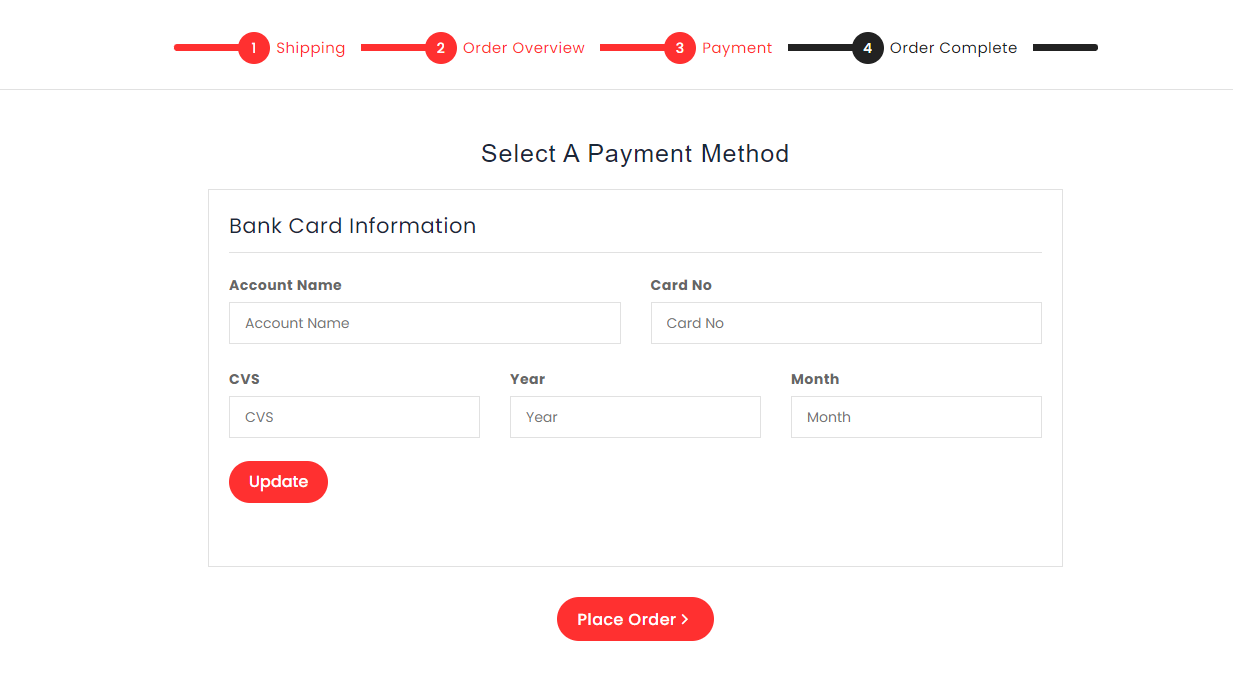 1 Shipping 2 Order Overview 3 Payment 4 Order Complete
Select A Payment Method
Bank Card Information
Account Name Card No
Account Name Card No
CVS Year Month
CVS Year Month
Update
Place Order >